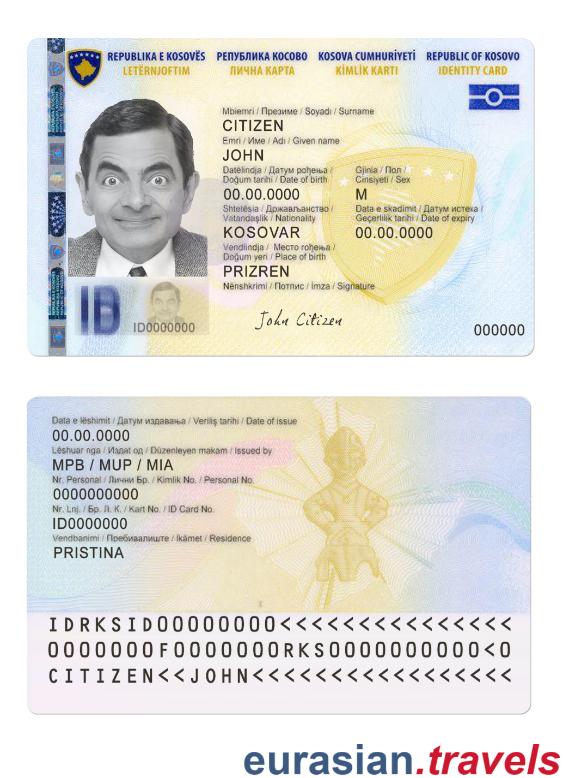 REPUBLIKA E KOSOVËS РЕПУБЛИКА КОСОВО KOSOVA CUMHURİYETİ REPUBLIC OF KOSOVO
LETËRNJOFTIM ЛИЧНА КАРТА KİMLİK KARTI IDENTITY CARD
Mbiemri / Презиме / Soyadı / Surname
CITIZEN
Emri / Име / Adı / Given name
JOHN
Datëlindja / Датум рођења / Gjinia / Пол /
Doğum tarihi / Date of birth Cinsiyeti / Sex
00.00.0000 M
Shtetësia / Држављанство / Data e skadimit / Датум истека /
Vatandaşlık / Nationality Geçerlilik tarihi / Date of expiry
KOSOVAR 00.00.0000
Vendlindja / Место рођења /
Doğum yeri / Place of birth
PRIZREN
Nënshkrimi / Потпис / İmza / Signature
John Citizen
ID
ID0000000
000000
Data e lëshimit / Датум издавања / Veriliş tarihi / Date of issue
00.00.0000
Lëshuar nga / Издат од / Düzenleyen makam / Issued by
MPB / MUP / MIA
Nr. Personal / Лични Бр. / Kimlik No. / Personal No.
0000000000
Nr. Lnj. / Бр. Л. К. / Kart No. / ID Card No.
ID0000000
Vendbanimi / Пребивалиште / İkâmet / Residence
PRISTINA
IDRKSID00000000<<<<<<<<<<<<<<<
0000000F0000000RKS0000000000<0
CITIZEN<<JOHN<<<<<<<<<<<<<<<<<
eurasian.travels